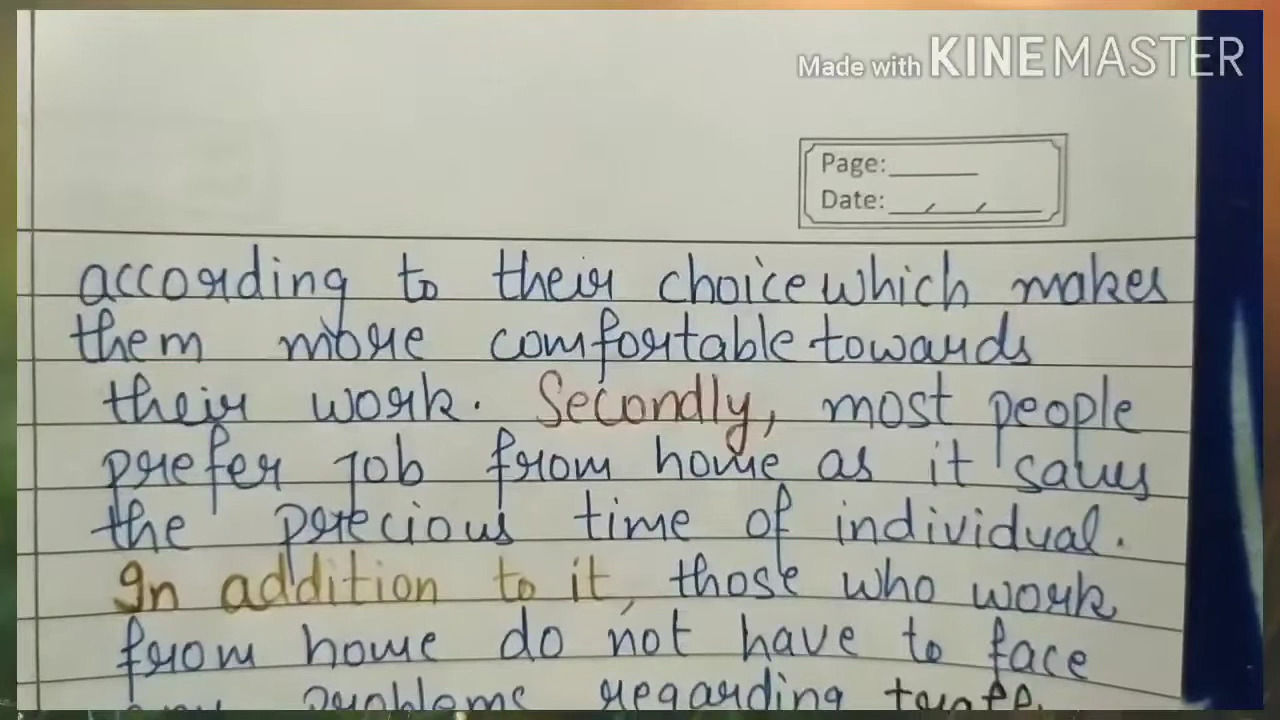 Made with KINEMASTER
Page:
Date:
according to their choice which makes
them more comfortable towards
their work. Secondly, most people
prefer job from home as it saves
the precious time of individual.
In addition to it, those who work
from home do not have to face
any problems regarding